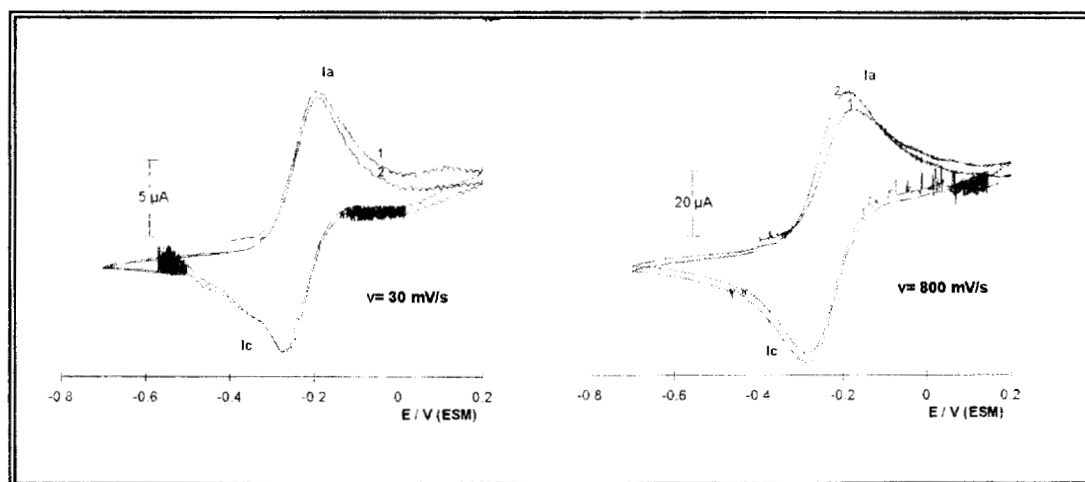 Ia
1
2
5 µA
v= 30 mV/s
Ic
-0 8 -0.6 -0.4 -0.2 0 0.2
E / V (ESM)
Ia
2
20 µA
v= 800 mV/s
Ic
-0 8 -0.6 -0.4 -0.2 0 0.2
E / V (ESM)